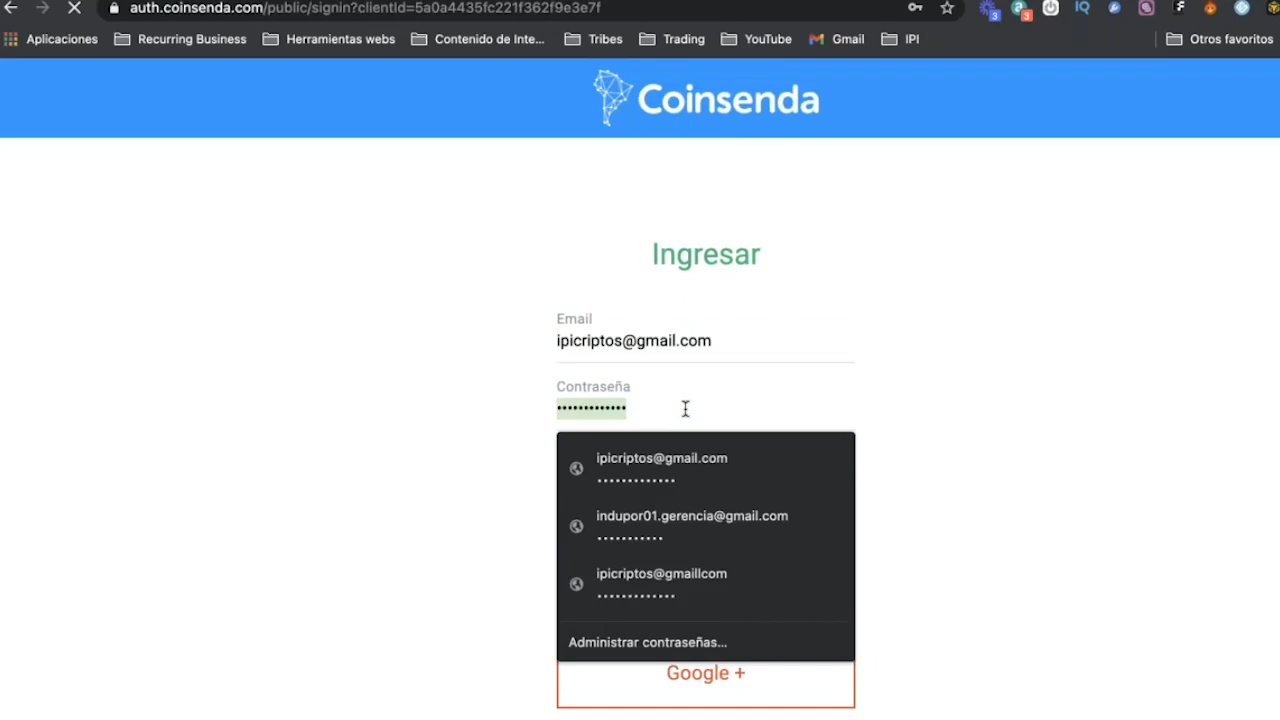 auth.coinsenda.com/public/signin?clientId=5a0a4435fc221f362f9e3e7f
3
3
Aplicaciones Recurring Business Herramientas webs Contenido de Inte... Tribes Trading YouTube Gmail IPI Otros favoritos
Coinsenda
Ingresar
Email
ipicriptos@gmail.com
Contraseña
•••••••••••••
ipicriptos@gmail.com
•••••••••••••
indupor01.gerencia@gmail.com
•••••••••••
ipicriptos@gmaillcom
•••••••••••••
Administrar contraseñas...
Google +